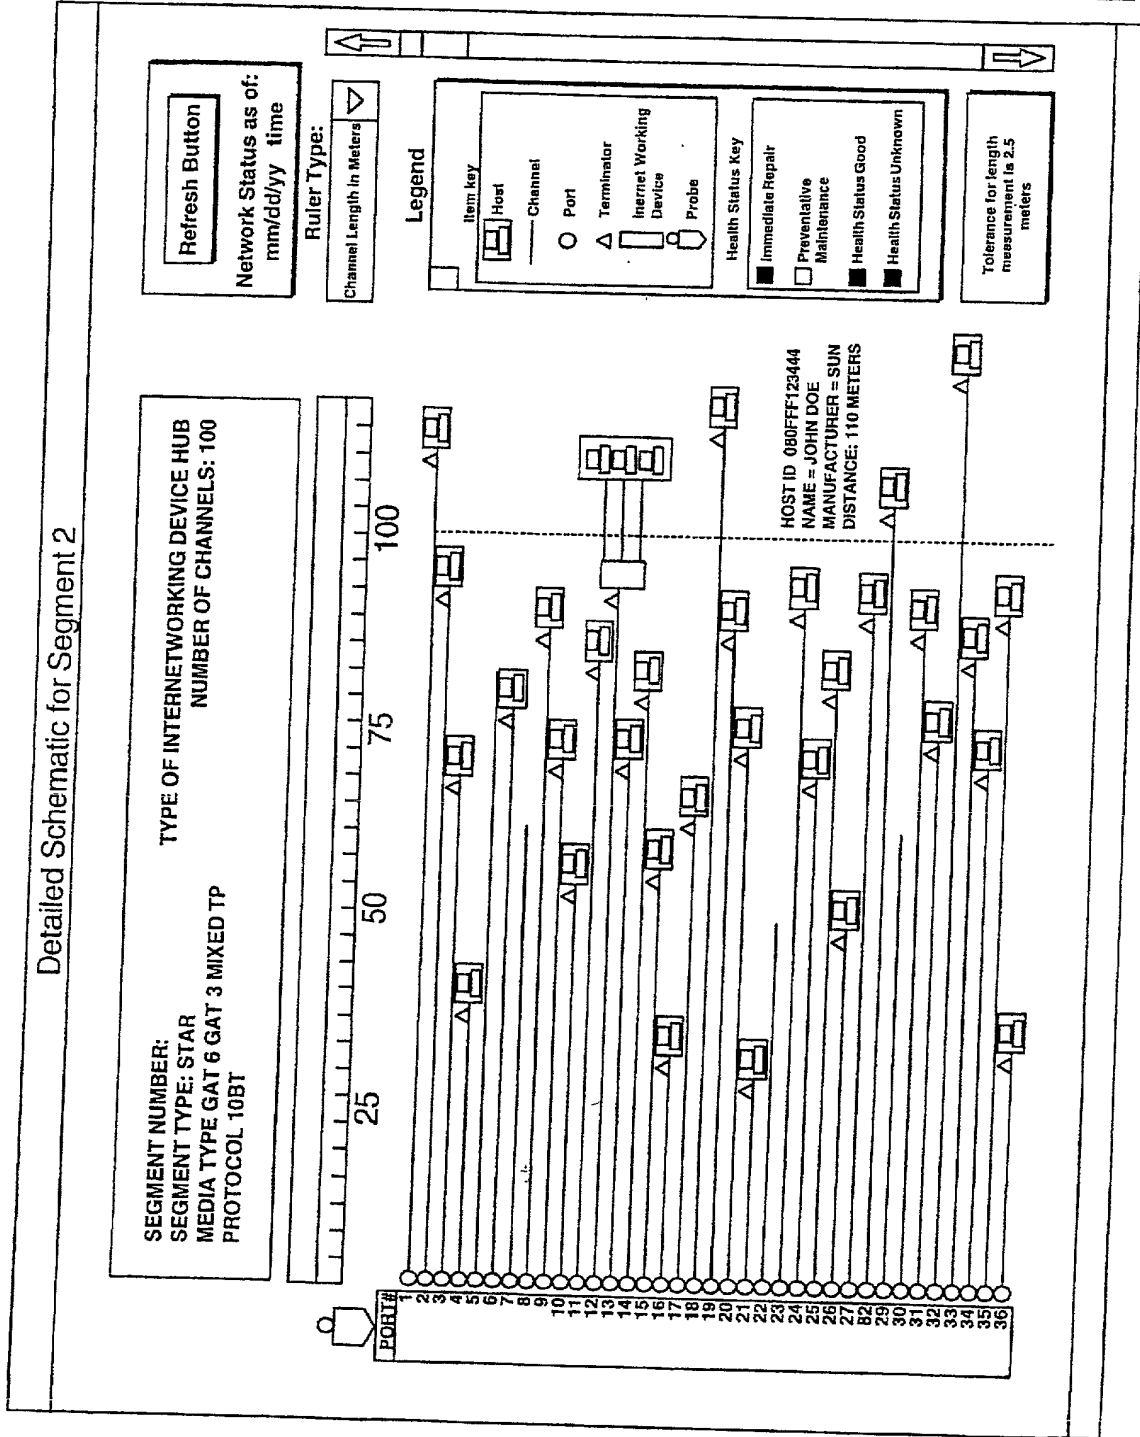 Detailed Schematic for Segment 2
SEGMENT NUMBER:
SEGMENT TYPE: STAR
MEDIA TYPE GAT 6 GAT 3 MIXED TP
PROTOCOL 10BT
TYPE OF INTERNETWORKING DEVICE HUB
NUMBER OF CHANNELS: 100
Refresh Button
Network Status as of:
mm/dd/yy time
Ruler Type:
Channel Length in Meters
25
50
75
100
PORT#
1
2
3
4
5
6
7
8
9
10
11
12
13
14
15
16
17
18
19
20
21
22
23
24
25
26
27
B2
29
30
31
32
33
34
35
36
HOST ID 080FFF123444
NAME = JOHN DOE
MANUFACTURER = SUN
DISTANCE: 110 METERS
Legend
Item key
Host
Channel
Port
Terminator
Inernet Working
Device
Probe
Health Status Key
Immediate Repair
Preventative
Maintenance
Health Status Good
Health Status Unknown
Tolerance for length
measurement is 2.5
meters